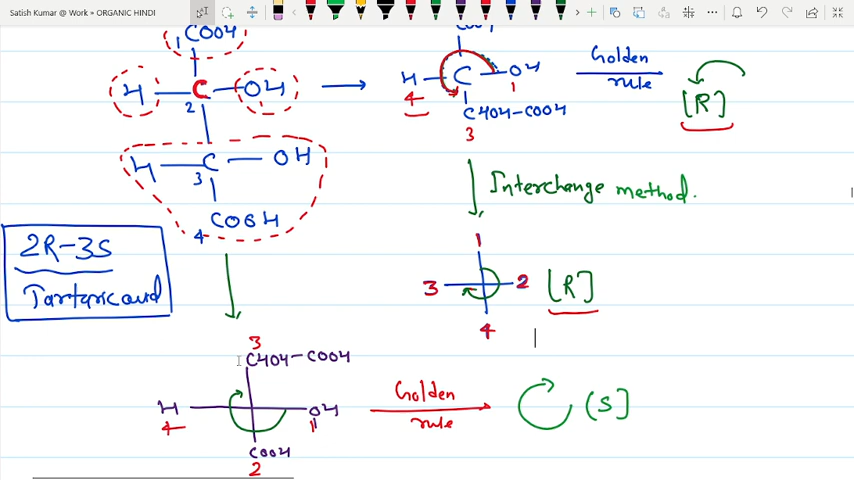 Satish Kumar @ Work » ORGANIC HINDI
1COOH
H C OH
2
H C OH
3
COOH
4
2R-3S
Tartaric acid
COOH
H C OH
4 1
CHOH-COOH
3
Golden
rule
[R]
Interchange method.
1
3 2
4
[R]
3
CHOH-COOH
H OH
4 1
COOH
2
Golden
rule
(S]